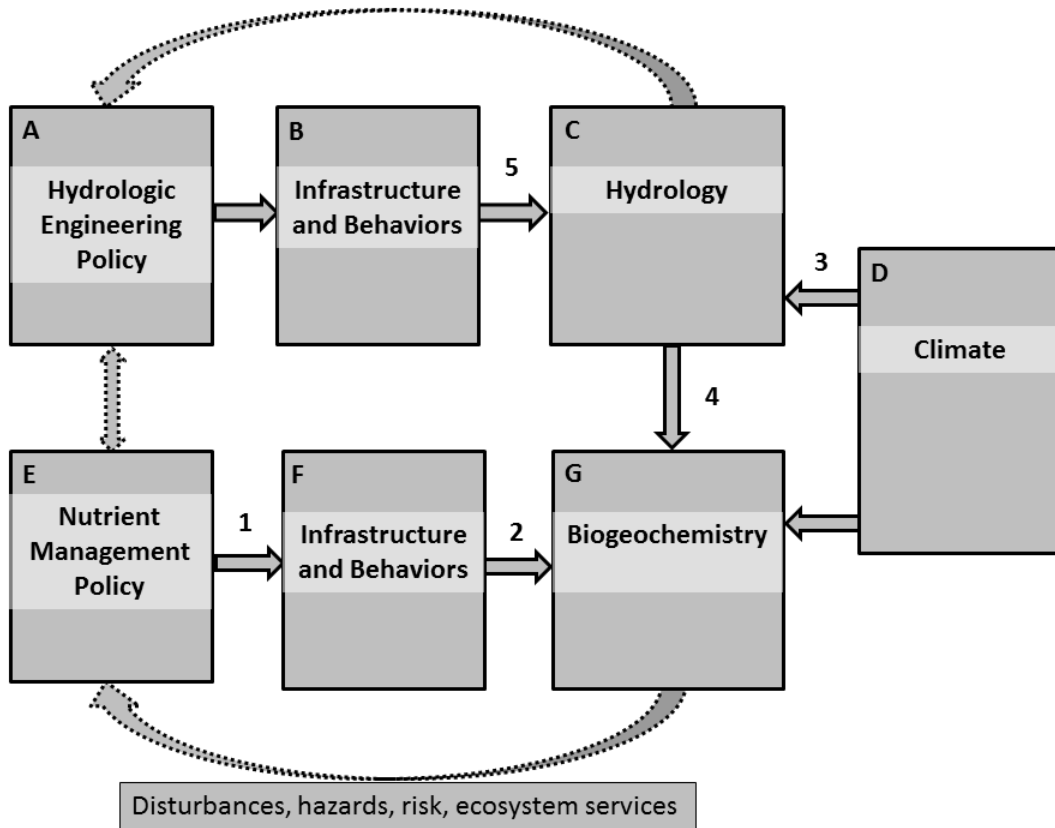 A
Hydrologic
Engineering
Policy
B
Infrastructure
and Behaviors
5
C
Hydrology
3
D
Climate
4
E
Nutrient
Management
Policy
1
F
Infrastructure
and Behaviors
2
G
Biogeochemistry
Disturbances, hazards, risk, ecosystem services